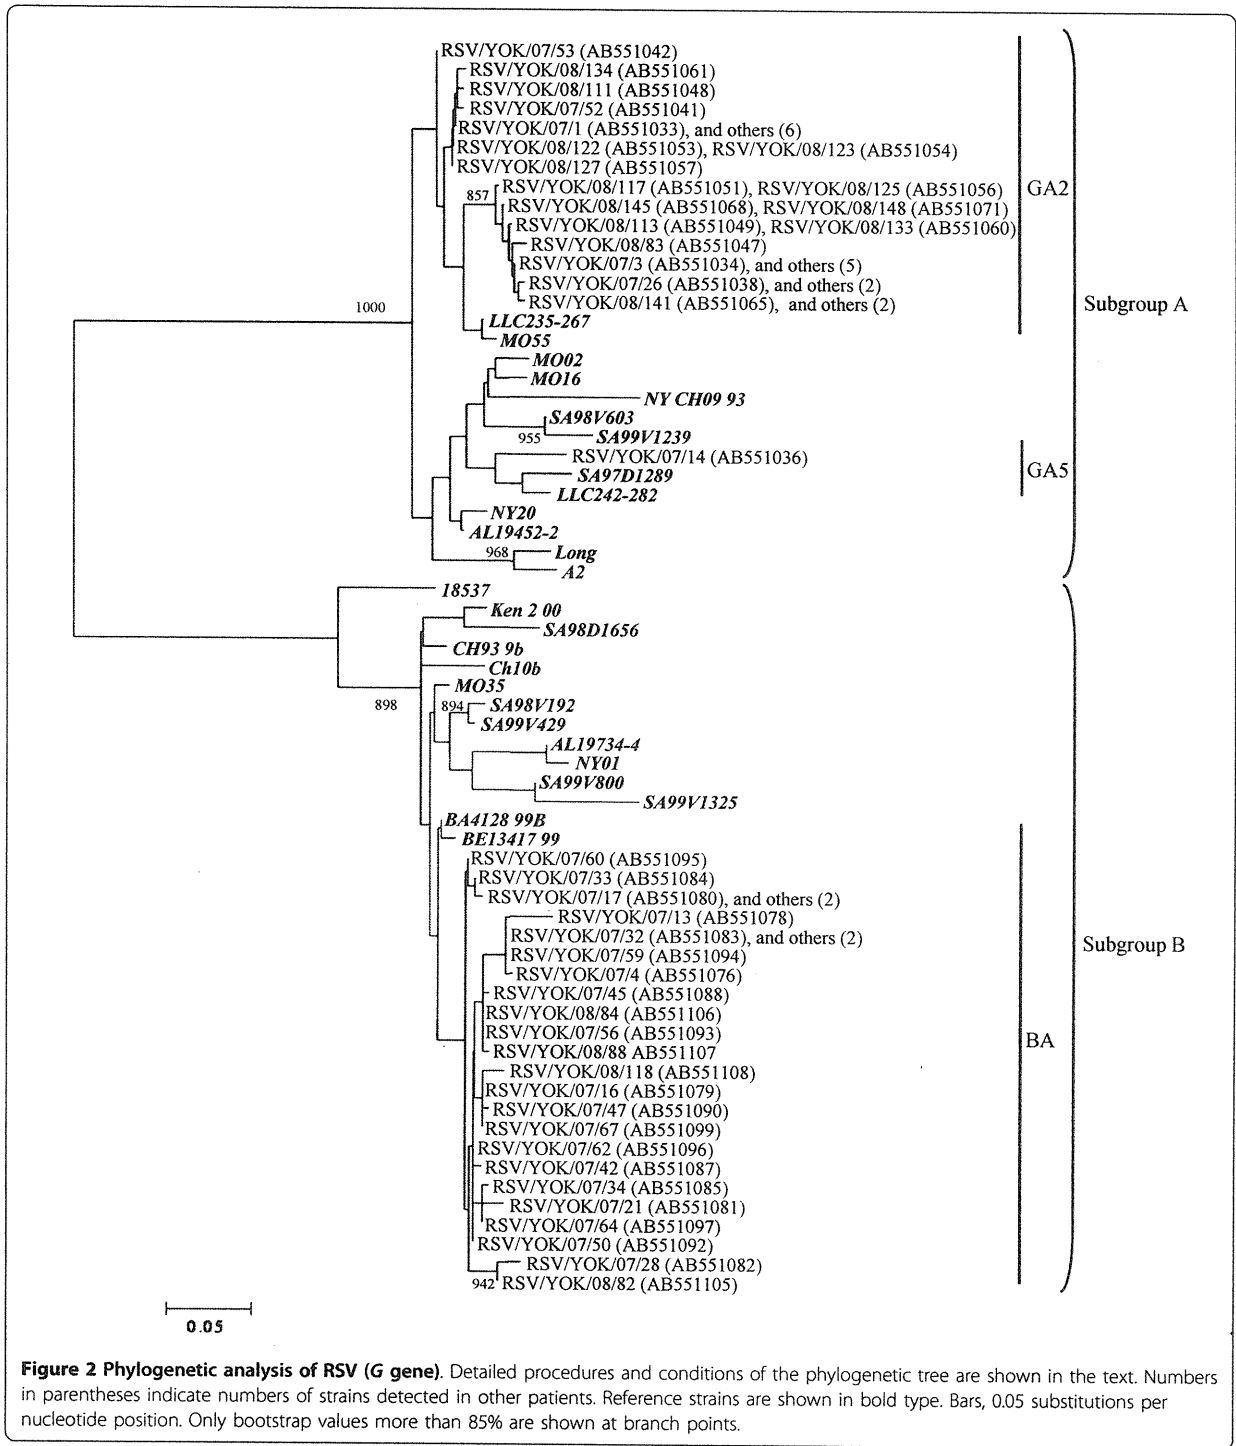 RSV/YOK/07/53 (AB551042)
RSV/YOK/08/134 (AB551061)
RSV/YOK/08/111 (AB551048)
RSV/YOK/07/52 (AB551041)
RSV/YOK/07/1 (AB551033), and others (6)
RSV/YOK/08/122 (AB551053), RSV/YOK/08/123 (AB551054)
RSV/YOK/08/127 (AB551057)
857
RSV/YOK/08/117 (AB551051), RSV/YOK/08/125 (AB551056)
GA2
RSV/YOK/08/145 (AB551068), RSV/YOK/08/148 (AB551071)
RSV/YOK/08/113 (AB551049), RSV/YOK/08/133 (AB551060)
RSV/YOK/08/83 (AB551047)
RSV/YOK/07/3 (AB551034), and others (5)
RSV/YOK/07/26 (AB551038), and others (2)
RSV/YOK/08/141 (AB551065), and others (2)
Subgroup A
1000
LLC235-267
MO55
MO02
MO16
NY CH09 93
SA98V603
955
SA99V1239
RSV/YOK/07/14 (AB551036)
GA5
SA97D1289
LLC242-282
NY20
AL19452-2
968
Long
A2
18537
Ken 2 00
SA98D1656
CH93 9b
Ch10b
MO35
898
894
SA98V192
SA99V429
AL19734-4
NY01
SA99V800
SA99V1325
BA4128 99B
BE13417 99
RSV/YOK/07/60 (AB551095)
RSV/YOK/07/33 (AB551084)
RSV/YOK/07/17 (AB551080), and others (2)
RSV/YOK/07/13 (AB551078)
RSV/YOK/07/32 (AB551083), and others (2)
Subgroup B
RSV/YOK/07/59 (AB551094)
RSV/YOK/07/4 (AB551076)
RSV/YOK/07/45 (AB551088)
RSV/YOK/08/84 (AB551106)
RSV/YOK/07/56 (AB551093)
BA
RSV/YOK/08/88 AB551107
RSV/YOK/08/118 (AB551108)
RSV/YOK/07/16 (AB551079)
RSV/YOK/07/47 (AB551090)
RSV/YOK/07/67 (AB551099)
RSV/YOK/07/62 (AB551096)
RSV/YOK/07/42 (AB551087)
RSV/YOK/07/34 (AB551085)
RSV/YOK/07/21 (AB551081)
RSV/YOK/07/64 (AB551097)
RSV/YOK/07/50 (AB551092)
RSV/YOK/07/28 (AB551082)
942
RSV/YOK/08/82 (AB551105)
0.05
Figure 2 Phylogenetic analysis of RSV (G gene). Detailed procedures and conditions of the phylogenetic tree are shown in the text. Numbers
in parentheses indicate numbers of strains detected in other patients. Reference strains are shown in bold type. Bars, 0.05 substitutions per
nucleotide position. Only bootstrap values more than 85% are shown at branch points.